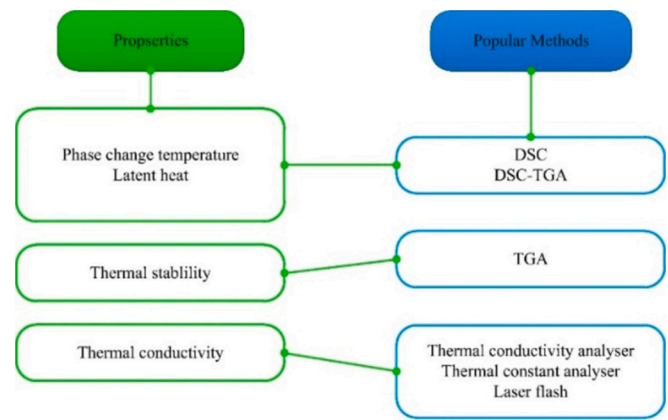 Propserties
Popular Methods
Phase change temperature
Latent heat
DSC
DSC-TGA
Thermal stablility
TGA
Thermal conductivity
Thermal conductivity analyser
Thermal constant analyser
Laser flash